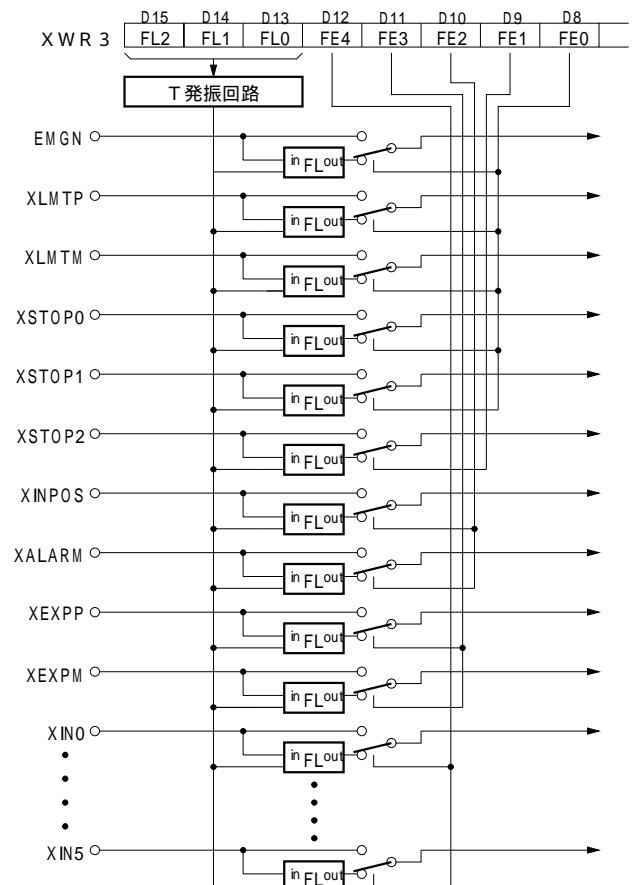 D15 D14 D13 D12 D11 D10 D9 D8
XWR3 FL2 FL1 FL0 FE4 FE3 FE2 FE1 FE0
T発振回路
EMGN
in FL out
XLMTP
in FL out
XLMTM
in FL out
XSTOP0
in FL out
XSTOP1
in FL out
XSTOP2
in FL out
XINPOS
in FL out
XALARM
in FL out
XEXPP
in FL out
XEXPM
in FL out
XIN0
in FL out
XIN5
in FL out